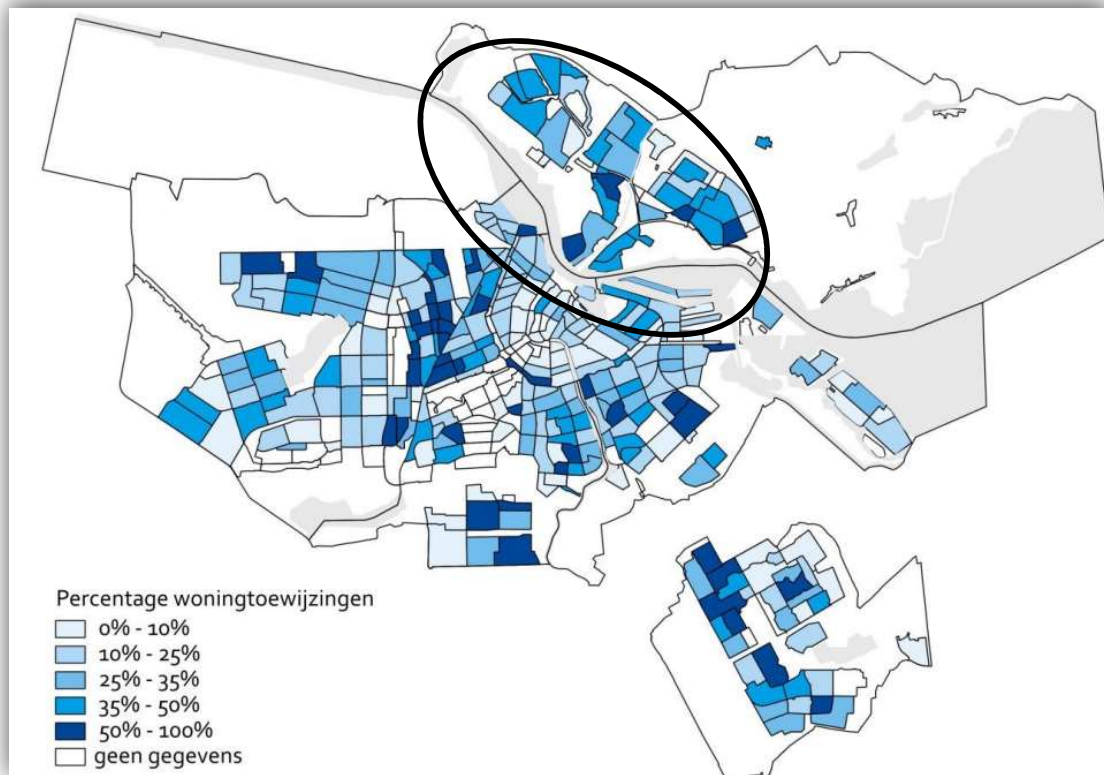 Percentage woningtoewijzingen
0% - 10%
10% - 25%
25% - 35%
35% - 50%
50% - 100%
geen gegevens